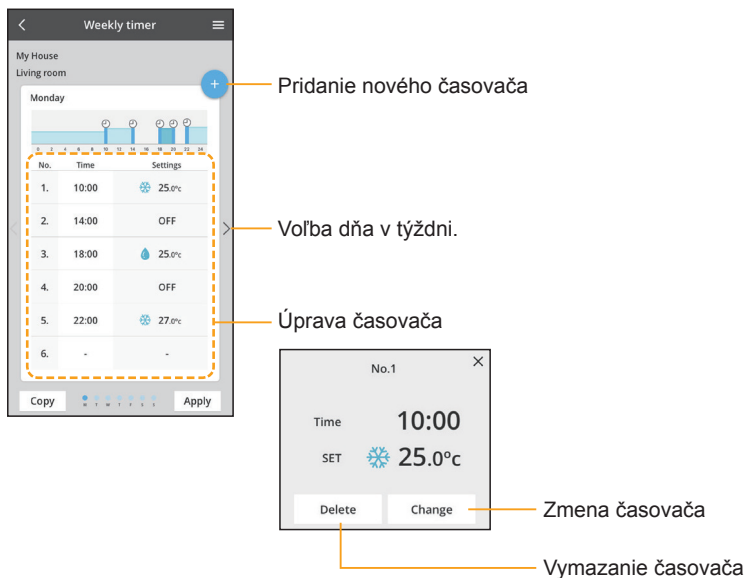 Weekly timer
My House
Living room
+
Pridanie nového časovača
Monday
0 2 4 6 8 10 12 14 16 18 20 22 24
No. Time Settings
1. 10:00 25.0°c
2. 14:00 OFF
Voľba dňa v týždni.
3. 18:00 25.0°c
4. 20:00 OFF
5. 22:00 27.0°c
Úprava časovača
6. - -
Copy M T W T F S S Apply
No.1
Time 10:00
SET 25.0°c
Delete Change
Zmena časovača
Vymazanie časovača